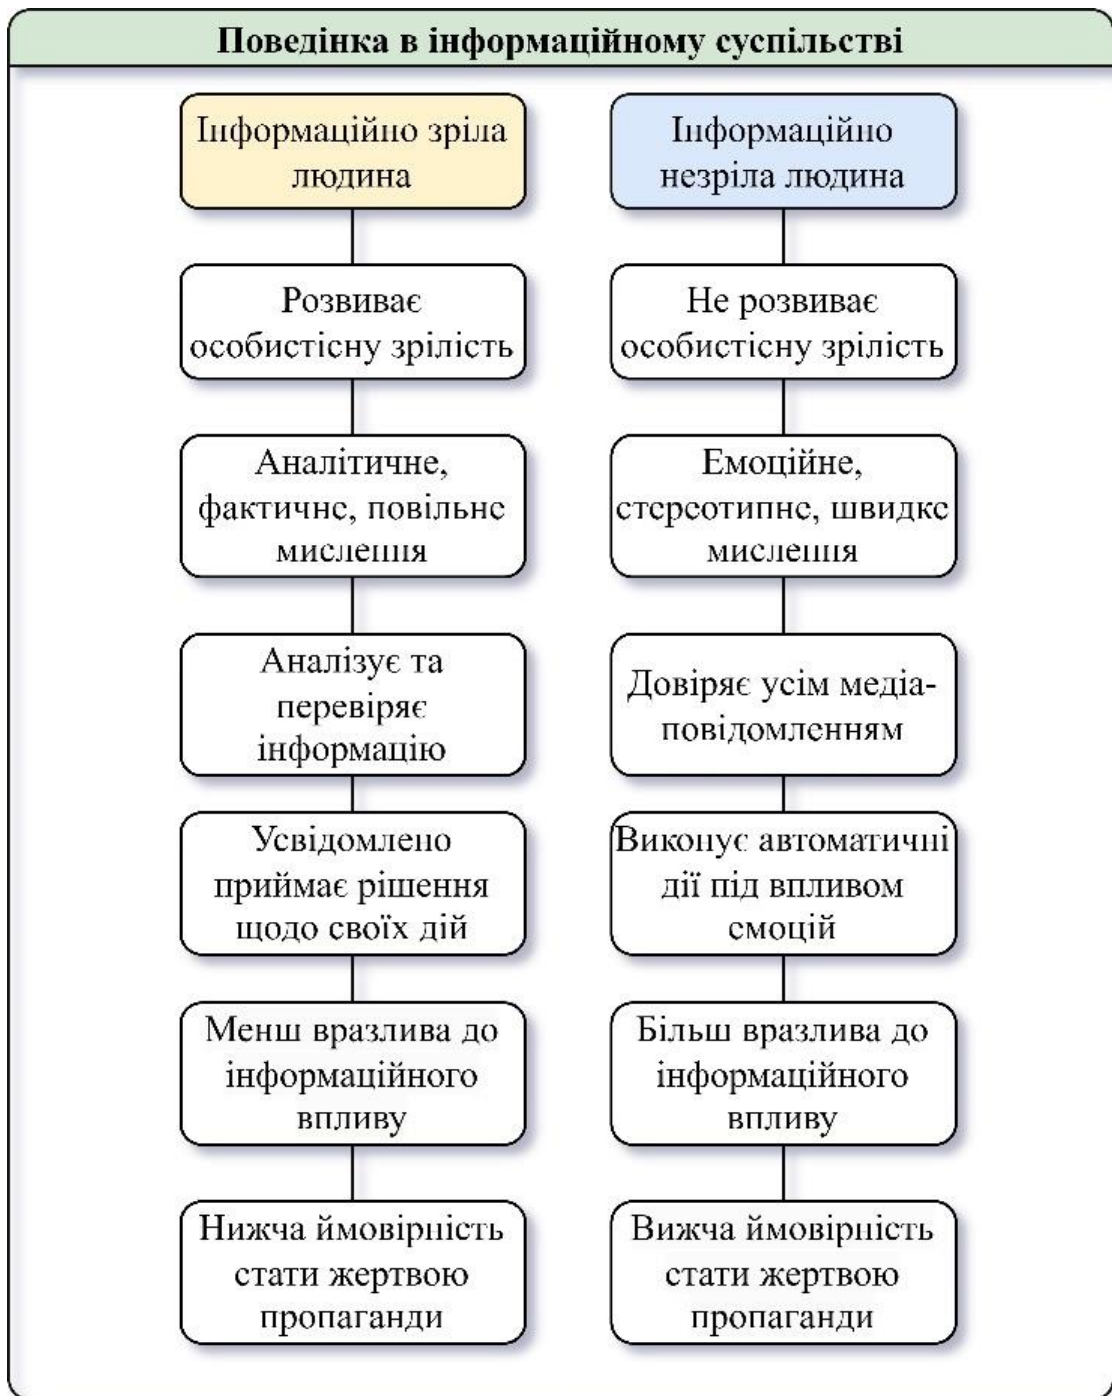 Поведінка в інформаційному суспільстві
Інформаційно зріла
людина
Розвиває
особистісну зрілість
Аналітичне,
фактичне, повільне
мислення
Аналізує та
перевіряє
інформацію
Усвідомлено
приймає рішення
щодо своїх дій
Менш вразлива до
інформаційного
впливу
Нижча ймовірність
стати жертвою
пропаганди
Інформаційно
незріла людина
Не розвиває
особистісну зрілість
Емоційне,
стереотипне, швидке
мислення
Довіряє усім медіа-
повідомленням
Виконує автоматичні
дії під впливом
емоцій
Більш вразлива до
інформаційного
впливу
Вижча ймовірність
стати жертвою
пропаганди